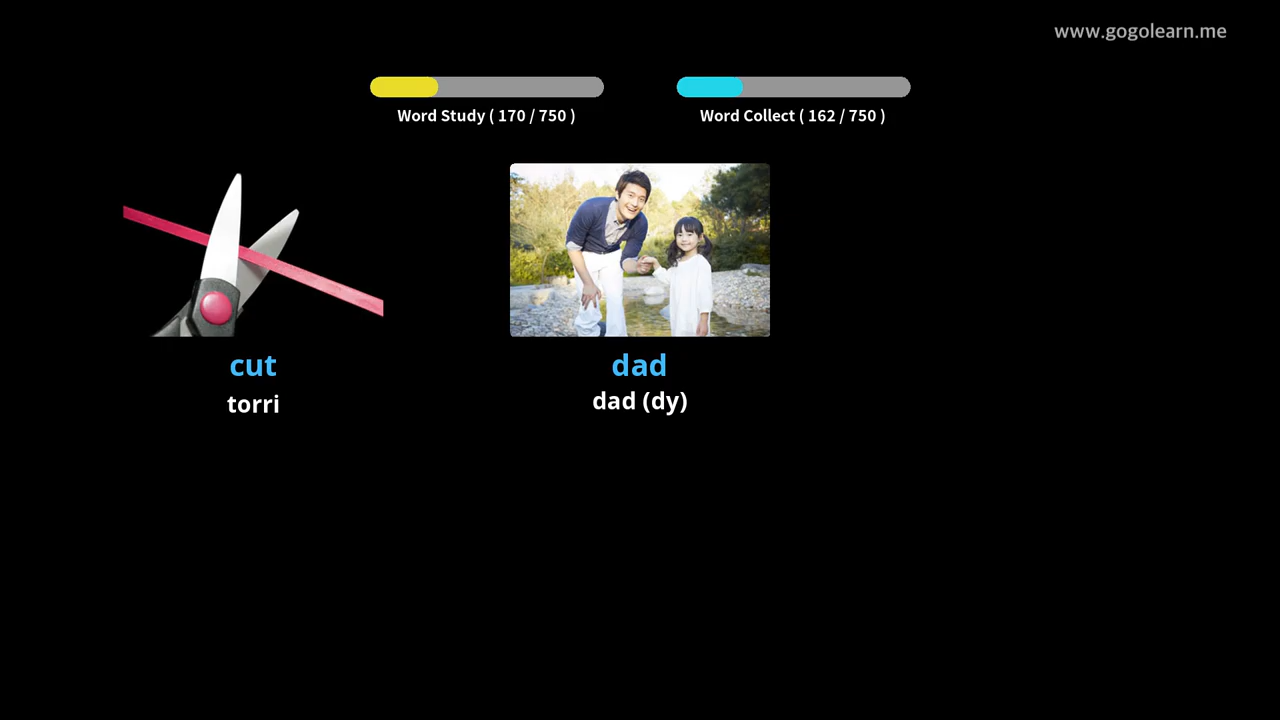 www.gogolearn.me
Word Study ( 170 / 750 )
Word Collect ( 162 / 750 )
cut
torri
dad
dad (dy)